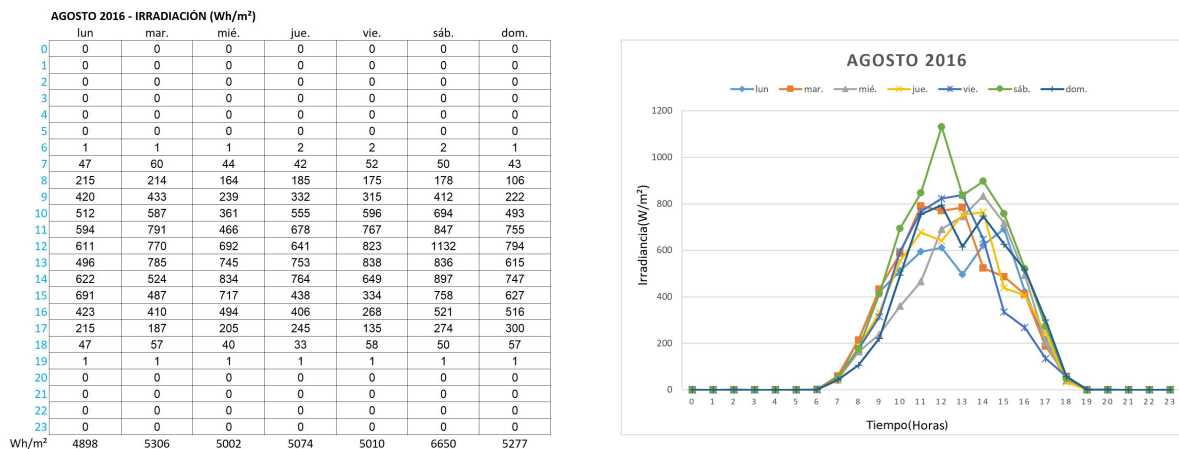 AGOSTO 2016 - IRRADIACIÓN (Wh/m²)
lun mar. mié. jue. vie. sáb. dom.
0 0 0 0 0 0 0 0
1 0 0 0 0 0 0 0
2 0 0 0 0 0 0 0
3 0 0 0 0 0 0 0
4 0 0 0 0 0 0 0
5 0 0 0 0 0 0 0
6 1 1 1 2 2 2 1
7 47 60 44 42 52 50 43
8 215 214 164 185 175 178 106
9 420 433 239 332 315 412 222
10 512 587 361 555 596 694 493
11 594 791 466 678 767 847 755
12 611 770 692 641 823 1132 794
13 496 785 745 753 838 836 615
14 622 524 834 764 649 897 747
15 691 487 717 438 334 758 627
16 423 410 494 406 268 521 516
17 215 187 205 245 135 274 300
18 47 57 40 33 58 50 57
19 1 1 1 1 1 1 1
20 0 0 0 0 0 0 0
21 0 0 0 0 0 0 0
22 0 0 0 0 0 0 0
23 0 0 0 0 0 0 0
Wh/m² 4898 5306 5002 5074 5010 6650 5277
AGOSTO 2016
lun mar. mié. jue. vie. sáb. dom.
1200
1000
800
600
400
200
0
Irradiancia(W/m²)
0 1 2 3 4 5 6 7 8 9 10 11 12 13 14 15 16 17 18 19 20 21 22 23
Tiempo(Horas)